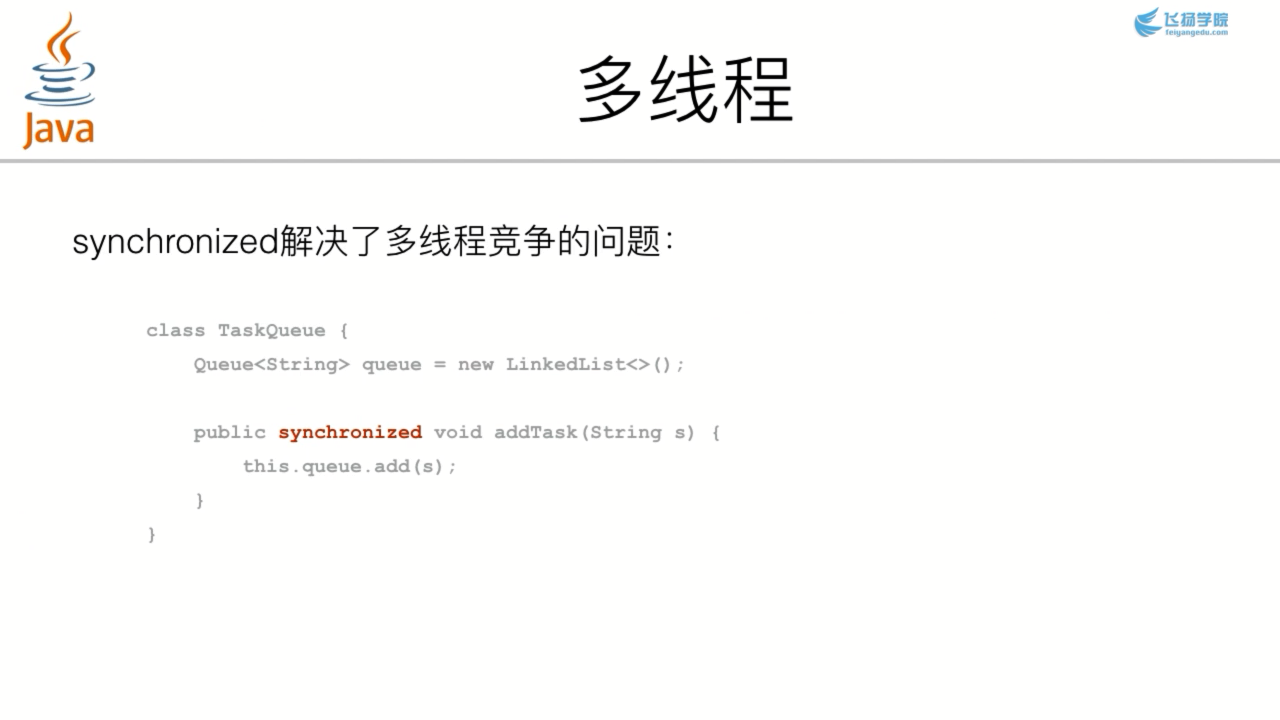 Java
飞扬学院
feiyangedu.com
多线程
synchronized解决了多线程竞争的问题：
class TaskQueue {
    Queue<String> queue = new LinkedList<>();
    public synchronized void addTask(String s) {
        this.queue.add(s);
    }
}